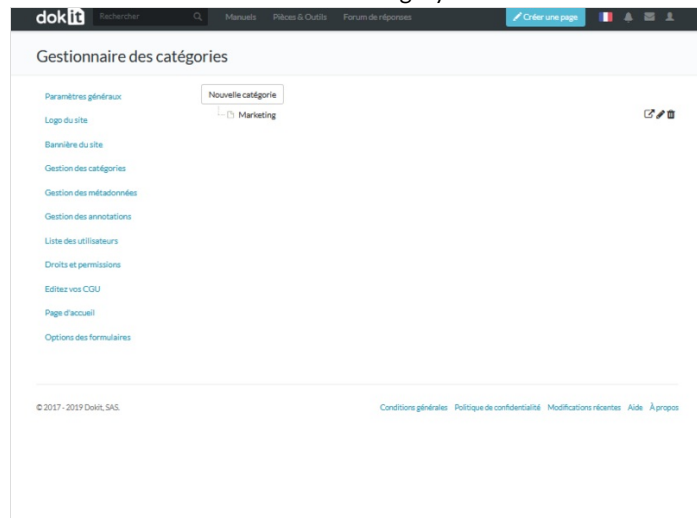 dokit Rechercher Manuels Pièces & Outils Forum de réponses Créer une page
Gestionnaire des catégories
Paramètres généraux
Logo du site
Bannière du site
Gestion des catégories
Gestion des métadonnées
Gestion des annotations
Liste des utilisateurs
Droits et permissions
Editez vos CGU
Page d'accueil
Options des formulaires
Nouvelle catégorie
Marketing
© 2017 - 2019 Dokit, SAS.
Conditions générales Politique de confidentialité Modifications récentes Aide À propos